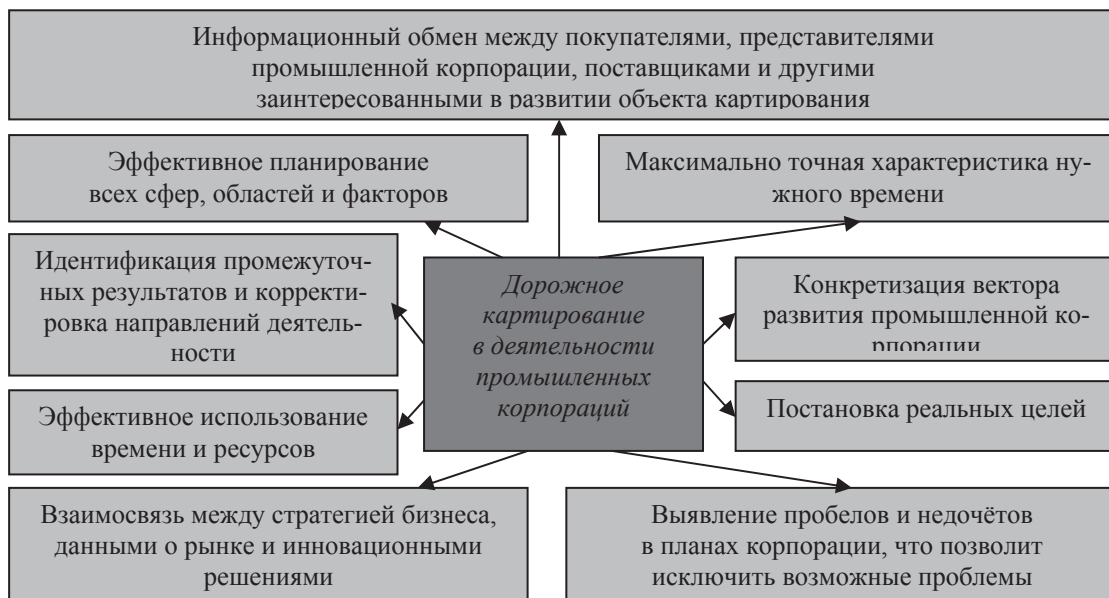 Информационный обмен между покупателями, представителями
промышленной корпорации, поставщиками и другими
заинтересованными в развитии объекта картирования
Эффективное планирование
всех сфер, областей и факторов
Максимально точная характеристика ну-
жного времени
Идентификация промежуточ-
ных результатов и корректи-
ровка направлений деятель-
ности
Дорожное
картирование
в деятельности
промышленных
корпораций
Конкретизация вектора
развития промышленной ко-
рпорации
Эффективное использование
времени и ресурсов
Постановка реальных целей
Взаимосвязь между стратегией бизнеса,
данными о рынке и инновационными
решениями
Выявление пробелов и недочётов
в планах корпорации, что позволит
исключить возможные проблемы